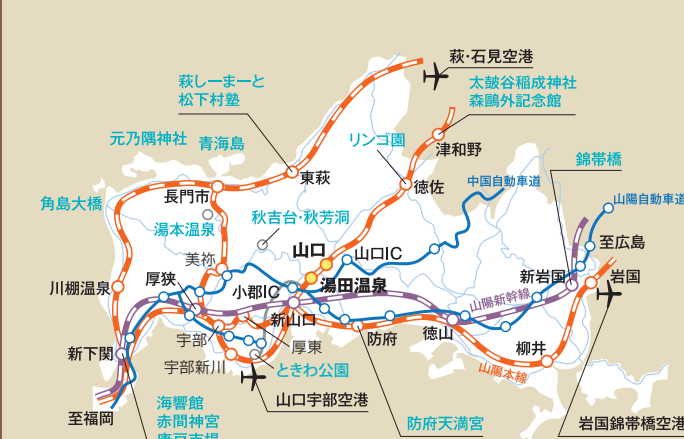 萩・石見空港
萩しーまーと
松下村塾
太皷谷稲成神社
森鷗外記念館
元乃隅神社
青海島
リンゴ園
津和野
錦帯橋
東萩
徳佐
中国自動車道
長門市
角島大橋
山陽自動車道
湯本温泉
秋吉台・秋芳洞
至広島
山口
山口IC
美祢
新岩国
岩国
厚狭
川棚温泉
小郡IC
湯田温泉
山陽新幹線
新山口
宇部
防府
徳山
厚東
柳井
新下関
宇部新川
ときわ公園
山陽本線
海響館
山口宇部空港
至福岡
赤間神宮
防府天満宮
岩国錦帯橋空港
唐戸市場